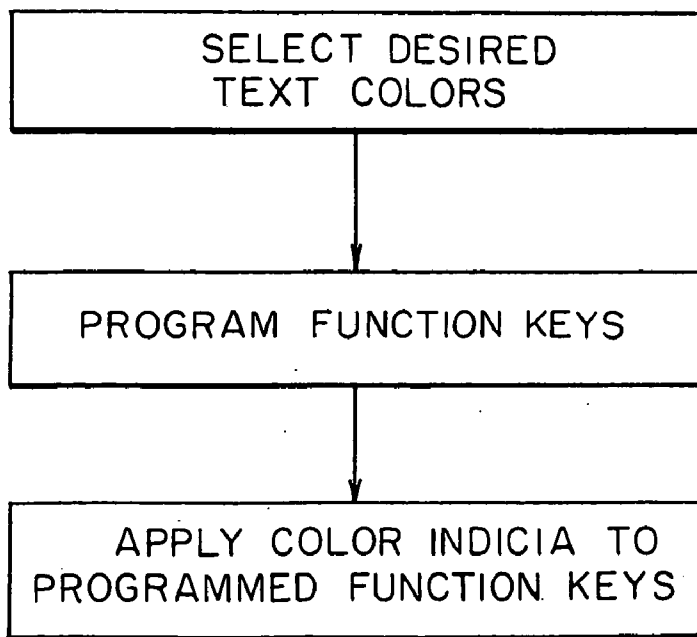 SELECT DESIRED
TEXT COLORS
PROGRAM FUNCTION KEYS
APPLY COLOR INDICIA TO
PROGRAMMED FUNCTION KEYS